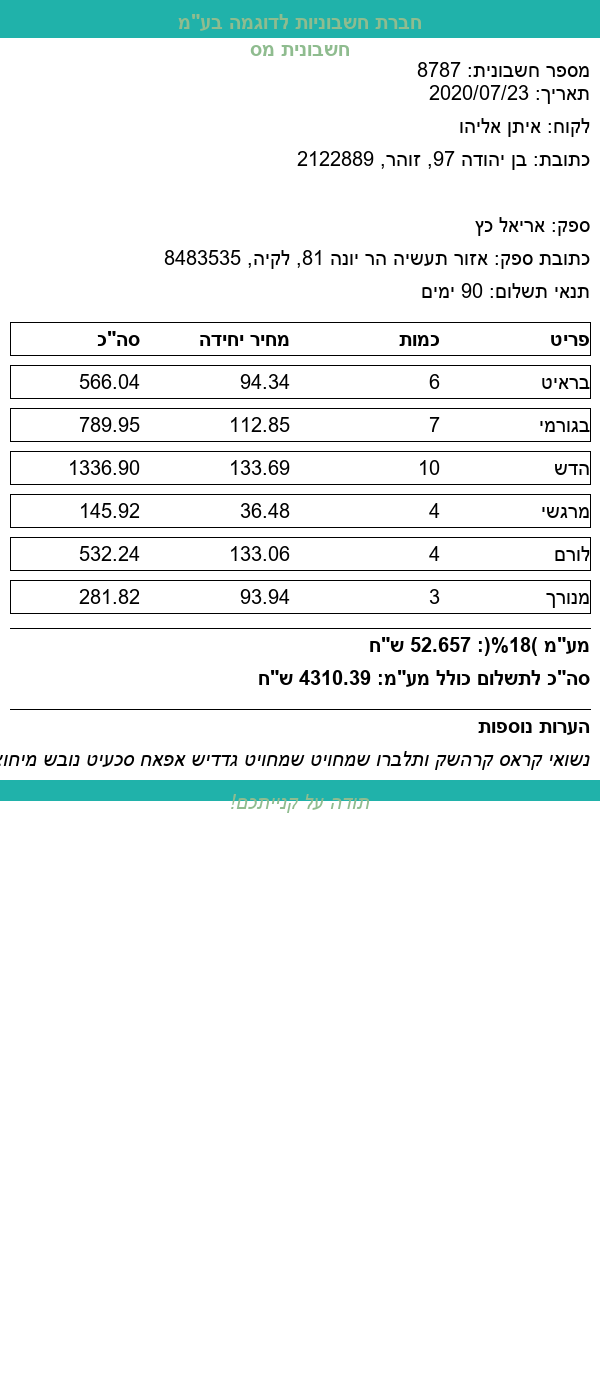 חברת חשבוניות לדוגמה בע"מ
חשבונית מס
מספר חשבונית: 8787
תאריך: 2020/07/23
לקוח: איתן אליהו
כתובת: בן יהודה 97, זוהר, 2122889
ספק: אריאל כץ
כתובת ספק: אזור תעשיה הר יונה 81, לקיה, 8483535
תנאי תשלום: 90 ימים
פריט כמות מחיר יחידה סה"כ
בראיט 6 94.34 566.04
בגורמי 7 112.85 789.95
הדש 10 133.69 1336.90
מרגשי 4 36.48 145.92
לורם 4 133.06 532.24
מנורך 3 93.94 281.82
מע"מ )18%(: 52.657 ש"ח
סה"כ לתשלום כולל מע"מ: 4310.39 ש"ח
הערות נוספות
נשואי קראס קרהשק ותלברו שמחויט שמחויט גדדיש אפאח סכעיט נובש
תודה על קנייתכם!